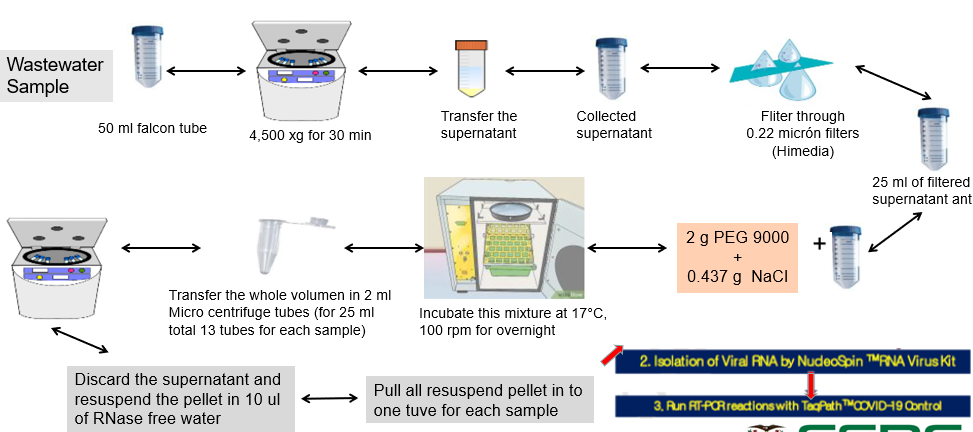 Wastewater
Sample
50 ml falcon tube
4,500 xg for 30 min
Transfer the
supernatant
Collected
supernatant
Fliter through
0.22 micrón filters
(Himedia)
25 ml of filtered
supernatant ant
2 g PEG 9000
+
0.437 g NaCl
+
Incubate this mixture at 17°C,
100 rpm for overnight
Transfer the whole volumen in 2 ml
Micro centrifuge tubes (for 25 ml
total 13 tubes for each sample)
Discard the supernatant and
resuspend the pellet in 10 ul
of RNase free water
Pull all resuspend pellet in to
one tuve for each sample
2. Isolation of Viral RNA by NucleoSpin ™RNA Virus Kit
3. Run RT-PCR reactions with TaqPath™COVID-19 Control